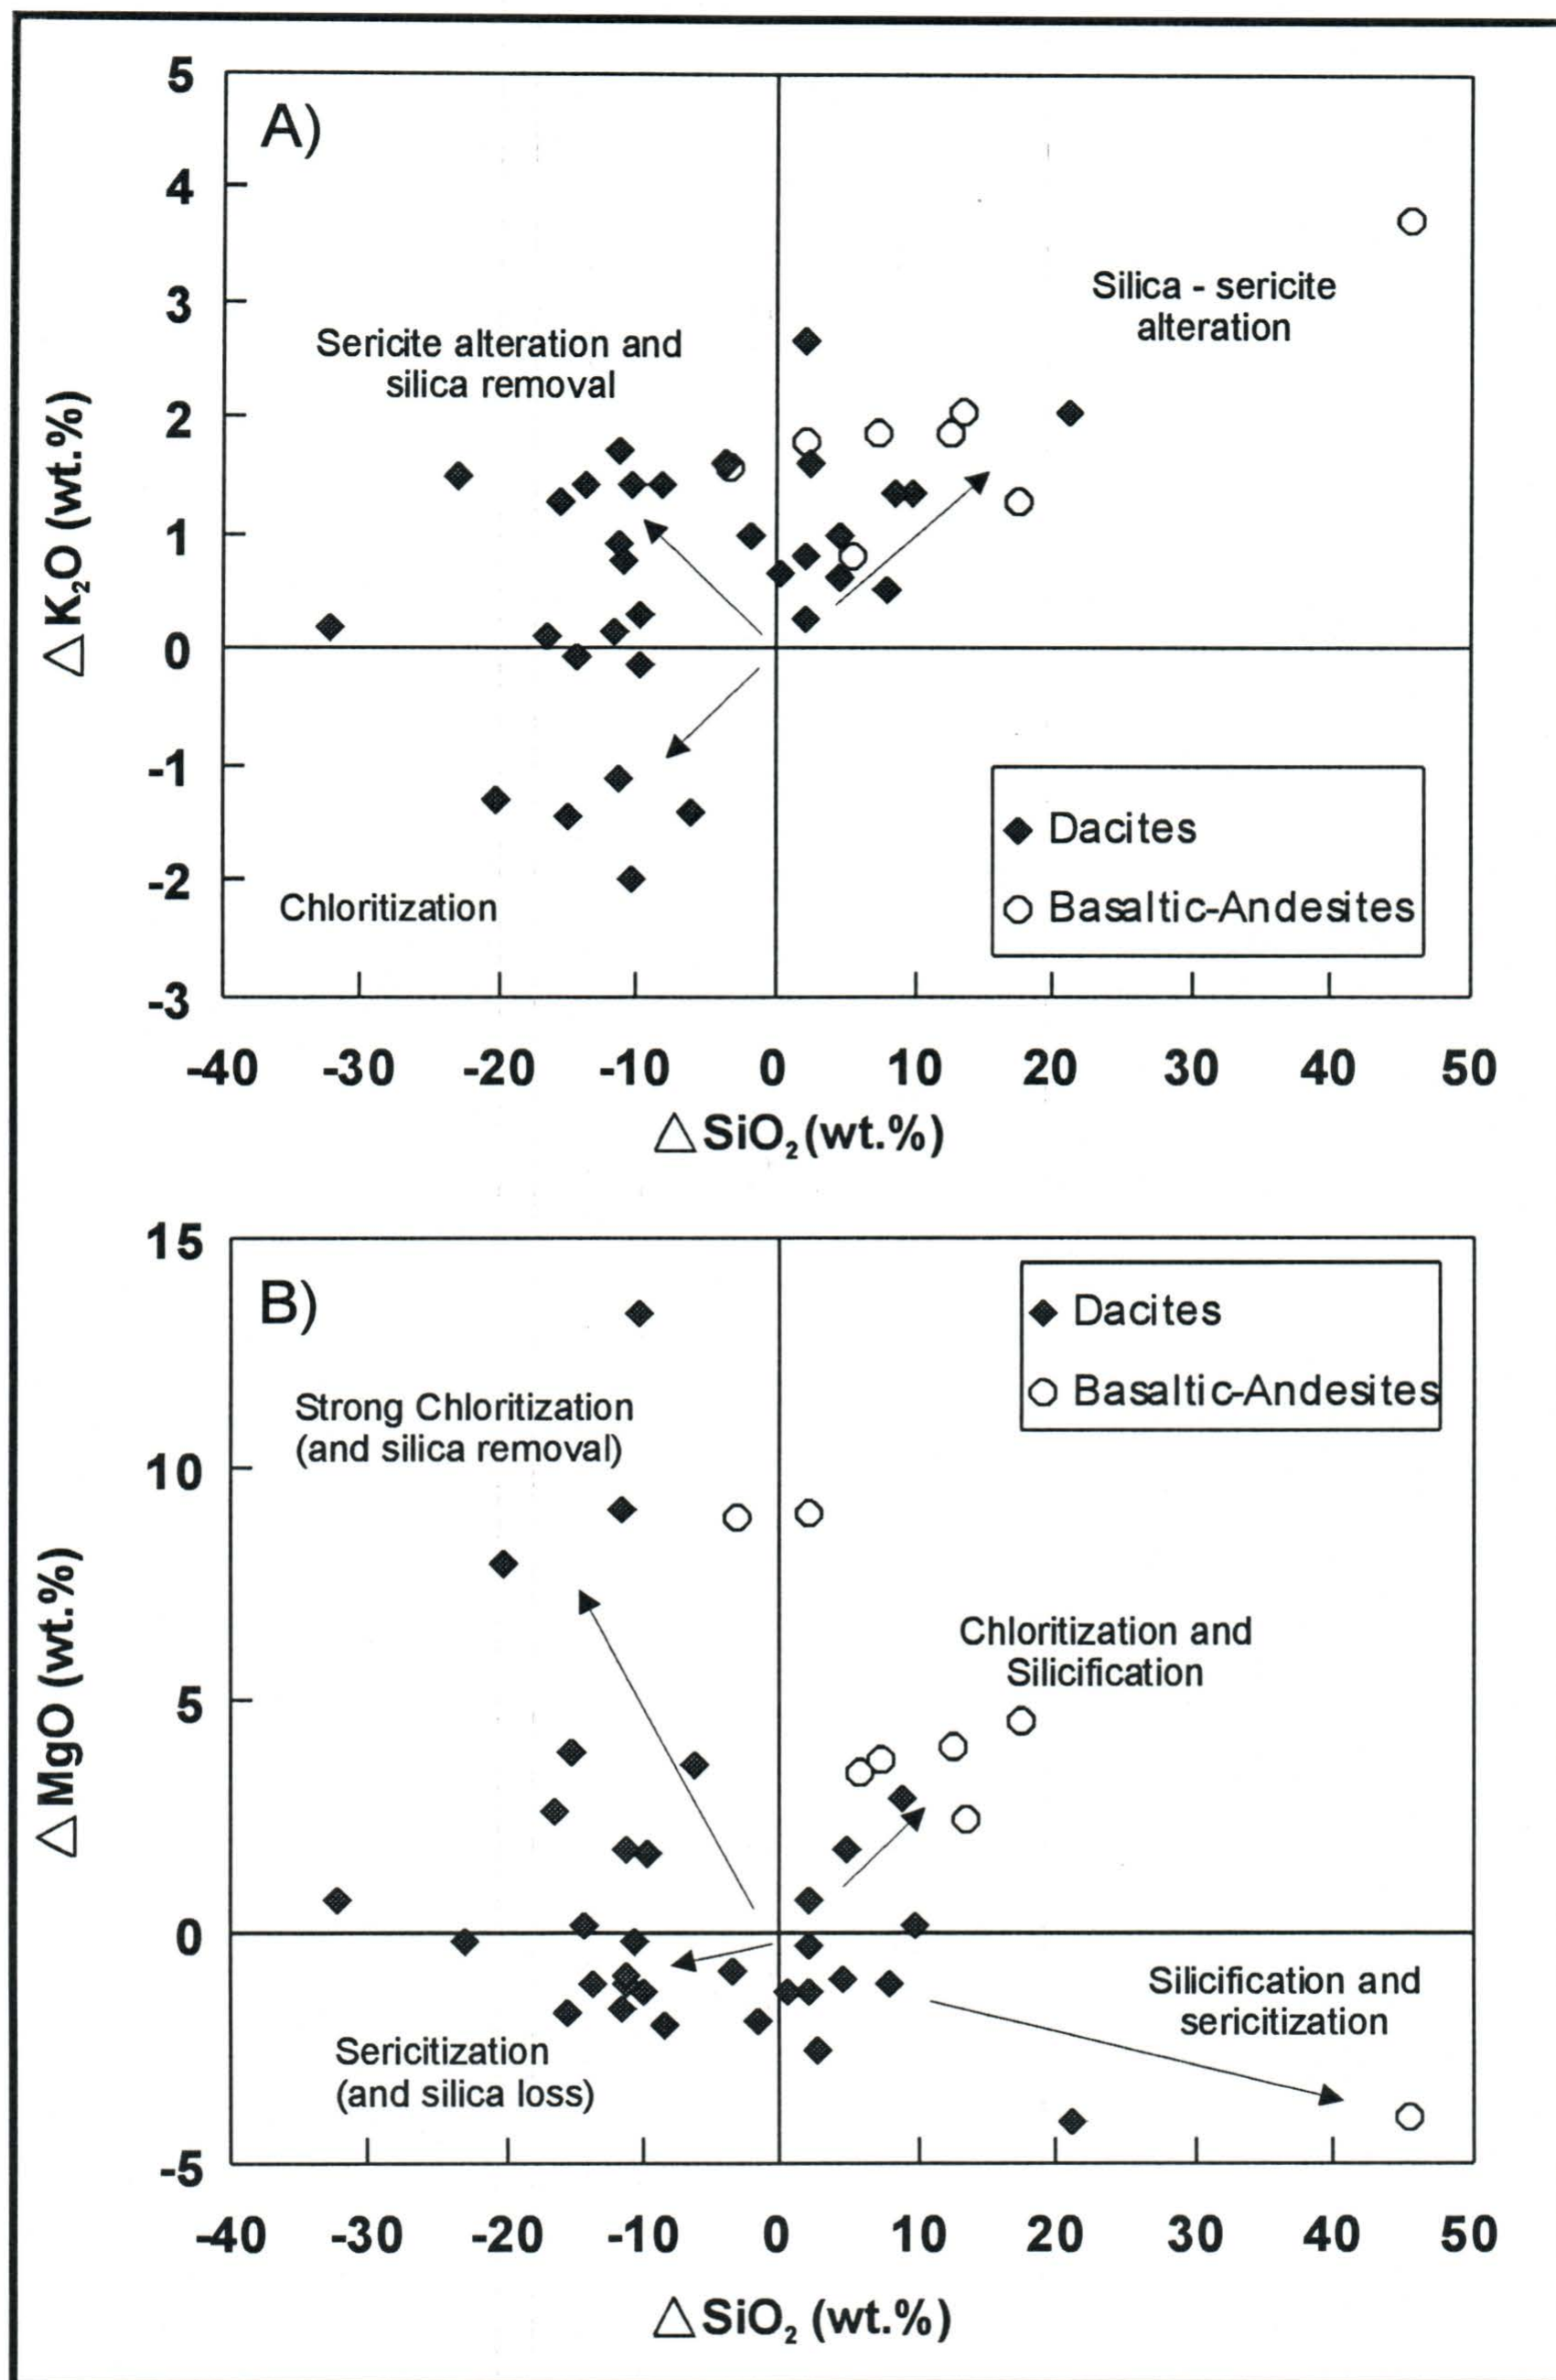 A)
5
4
3
2
1
0
-1
-2
-3
△K₂O (wt.%)
Sericite alteration and
silica removal
Silica - sericite
alteration
Chloritization
Dacites
Basaltic-Andesites
-40 -30 -20 -10 0 10 20 30 40 50
△SiO₂ (wt.%)
B)
15
10
5
0
-5
△MgO (wt.%)
Dacites
Basaltic-Andesites
Strong Chloritization
(and silica removal)
Chloritization and
Silicification
Silicification and
sericitization
Sericitization
(and silica loss)
-40 -30 -20 -10 0 10 20 30 40 50
△SiO₂ (wt.%)